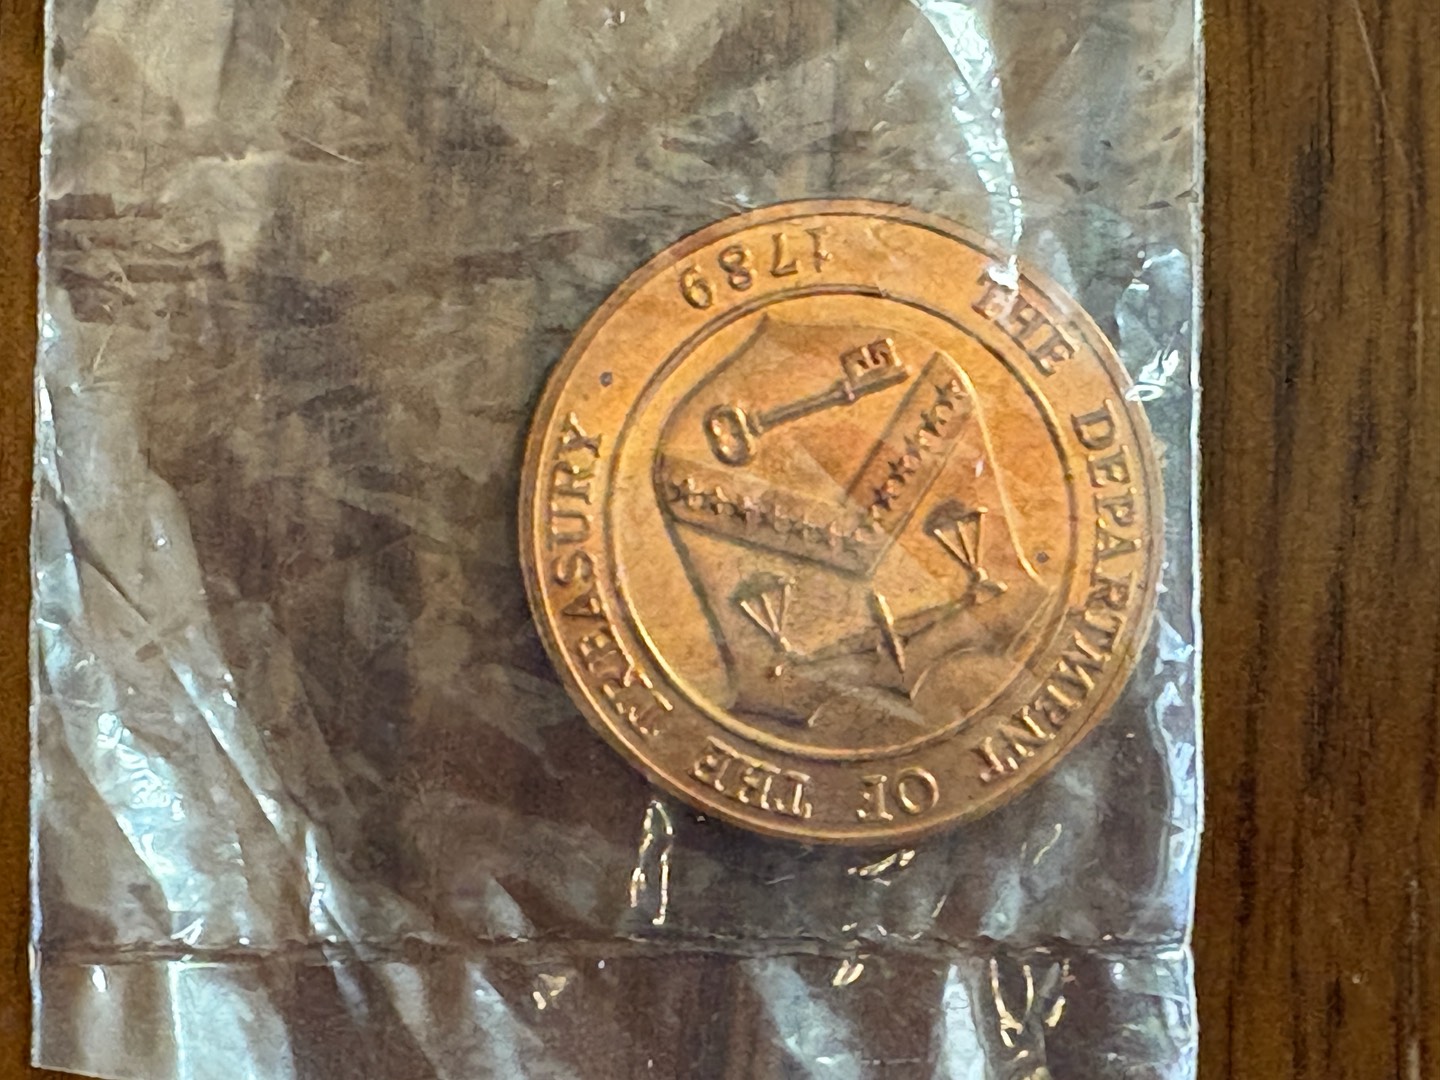 THE DEPARTMENT OF THE TREASURY
1789